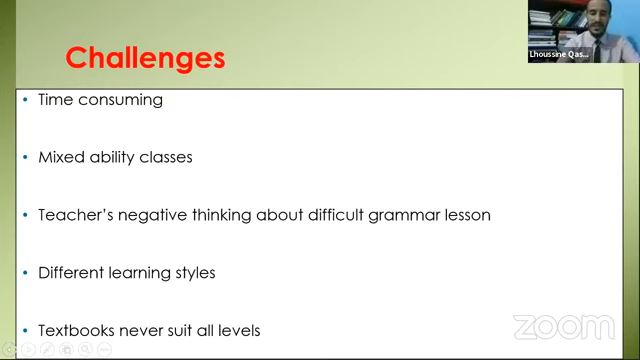 Challenges
Lhoussine Qas...
• Time consuming
• Mixed ability classes
• Teacher’s negative thinking about difficult grammar lesson
• Different learning styles
• Textbooks never suit all levels
zoom